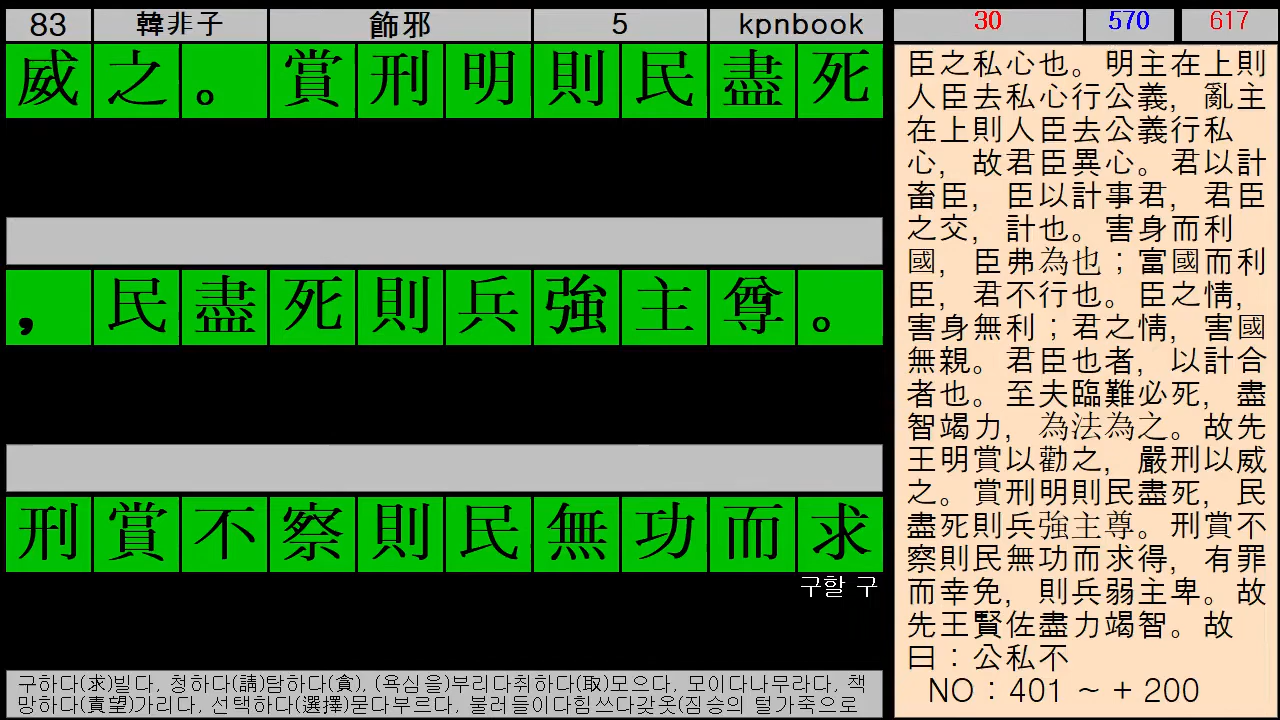 83 韓非子 飾邪 5 kpnbook
威之。賞刑明則民盡死
，民盡死則兵強主尊。
刑賞不察則民無功而求
구할 구
구하다(求)빌다, 청하다(請)탐하다(貪), (욕심을)부리다취하다(取)모으다, 모이다나무라다, 책
망하다(責望)가리다, 선택하다(選擇)묻다부르다, 불러들이다힘쓰다갖옷(짐승의 털가죽으로
30 570 617
臣之私心也。明主在上則
人臣去私心行公義, 亂主
在上則人臣去公義行私
心, 故君臣異心。君以計
畜臣, 臣以計事君, 君臣
之交, 計也。害身而利
國, 臣弗為也；富國而利
臣, 君不行也。臣之情,
害身無利；君之情, 害國
無親。君臣也者, 以計合
者也。至夫臨難必死, 盡
智竭力, 為法為之。故先
王明賞以勸之, 嚴刑以威
之。賞刑明則民盡死, 民
盡死則兵強主尊。刑賞不
察則民無功而求得, 有罪
而幸免, 則兵弱主卑。故
先王賢佐盡力竭智。故
曰：公私不
NO : 401 ~ + 200